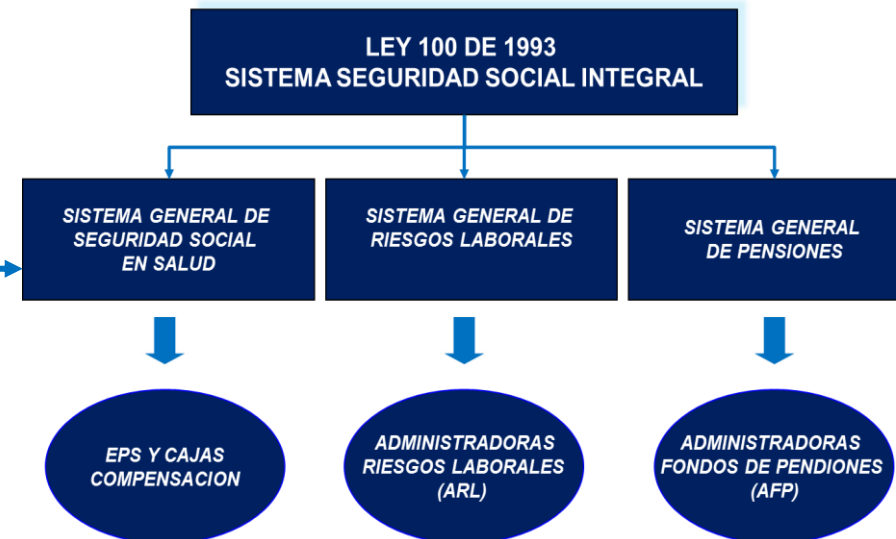 LEY 100 DE 1993
SISTEMA SEGURIDAD SOCIAL INTEGRAL
SISTEMA GENERAL DE
SEGURIDAD SOCIAL
EN SALUD
SISTEMA GENERAL DE
RIESGOS LABORALES
SISTEMA GENERAL
DE PENSIONES
EPS Y CAJAS
COMPENSACION
ADMINISTRADORAS
RIESGOS LABORALES
(ARL)
ADMINISTRADORAS
FONDOS DE PENDIONES
(AFP)